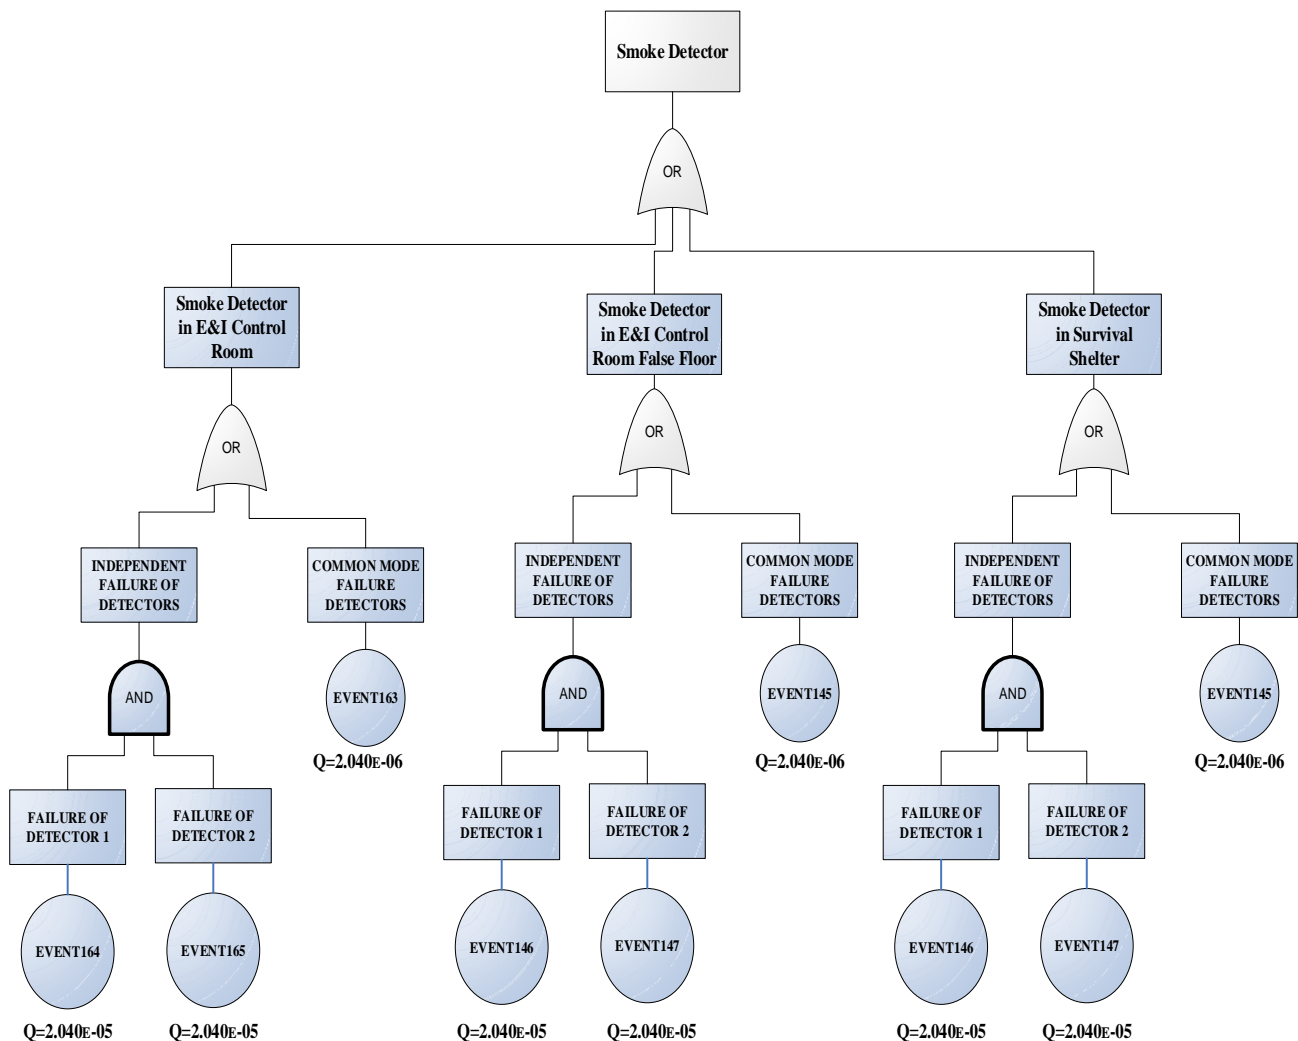 Smoke Detector
OR
Smoke Detector
in E&I Control
Room
Smoke Detector
in E&I Control
Room False Floor
Smoke Detector
in Survival
Shelter
OR
OR
OR
INDEPENDENT
FAILURE OF
DETECTORS
COMMON MODE
FAILURE
DETECTORS
INDEPENDENT
FAILURE OF
DETECTORS
COMMON MODE
FAILURE
DETECTORS
INDEPENDENT
FAILURE OF
DETECTORS
COMMON MODE
FAILURE
DETECTORS
AND
EVENT163
Q=2.040E-06
AND
EVENT145
Q=2.040E-06
AND
EVENT145
Q=2.040E-06
FAILURE OF
DETECTOR 1
FAILURE OF
DETECTOR 2
FAILURE OF
DETECTOR 1
FAILURE OF
DETECTOR 2
FAILURE OF
DETECTOR 1
FAILURE OF
DETECTOR 2
EVENT164
EVENT165
EVENT146
EVENT147
EVENT146
EVENT147
Q=2.040E-05
Q=2.040E-05
Q=2.040E-05
Q=2.040E-05
Q=2.040E-05
Q=2.040E-05